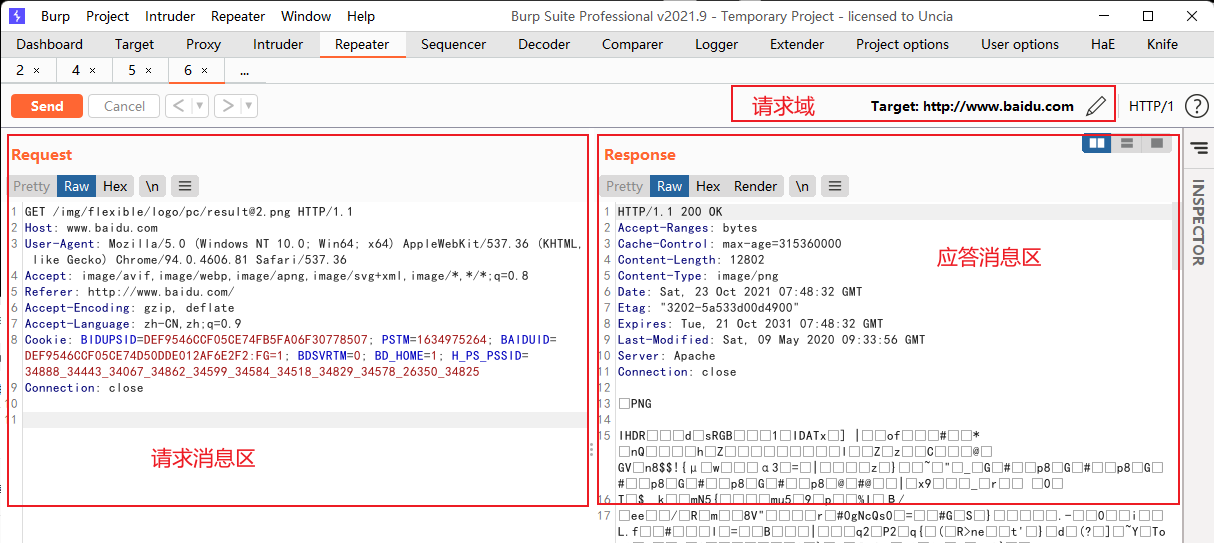 Burp Project Intruder Repeater Window Help Burp Suite Professional v2021.9 - Temporary Project - licensed to Uncia
Dashboard Target Proxy Intruder Repeater Sequencer Decoder Comparer Logger Extender Project options User options HaE Knife
2 × 4 × 5 × 6 × ...
Send Cancel < > 请求域 Target: http://www.baidu.com HTTP/1 ?
Request
Pretty Raw Hex \n
1 GET /img/flexible/logo/pc/result@2.png HTTP/1.1
2 Host: www.baidu.com
3 User-Agent: Mozilla/5.0 (Windows NT 10.0; Win64; x64) AppleWebKit/537.36 (KHTML,
like Gecko) Chrome/94.0.4606.81 Safari/537.36
4 Accept: image/avif,image/webp,image/apng,image/svg+xml,image/*,*/*;q=0.8
5 Referer: http://www.baidu.com/
6 Accept-Encoding: gzip, deflate
7 Accept-Language: zh-CN,zh;q=0.9
8 Cookie: BIDUPSID=DEF9546CCF05CE74FB5FA06F30778507; PSTM=1634975264; BAIDUID=
DEF9546CCF05CE74D50DDE012AF6E2F2:FG=1; BDSVRTM=0; BD_HOME=1; H_PS_PSSID=
34888_34443_34067_34862_34599_34584_34518_34829_34578_26350_34825
9 Connection: close
10
11
请求消息区
Response
Pretty Raw Hex Render \n
1 HTTP/1.1 200 OK
2 Accept-Ranges: bytes
3 Cache-Control: max-age=315360000
4 Content-Length: 12802
5 Content-Type: image/png
6 Date: Sat, 23 Oct 2021 07:48:32 GMT
7 Etag: "3202-5a533d00d4900"
8 Expires: Tue, 21 Oct 2031 07:48:32 GMT
9 Last-Modified: Sat, 09 May 2020 09:33:56 GMT
10 Server: Apache
11 Connection: close
12
13 □PNG
14
15 IHDR
16
17
应答消息区
INSPECTOR